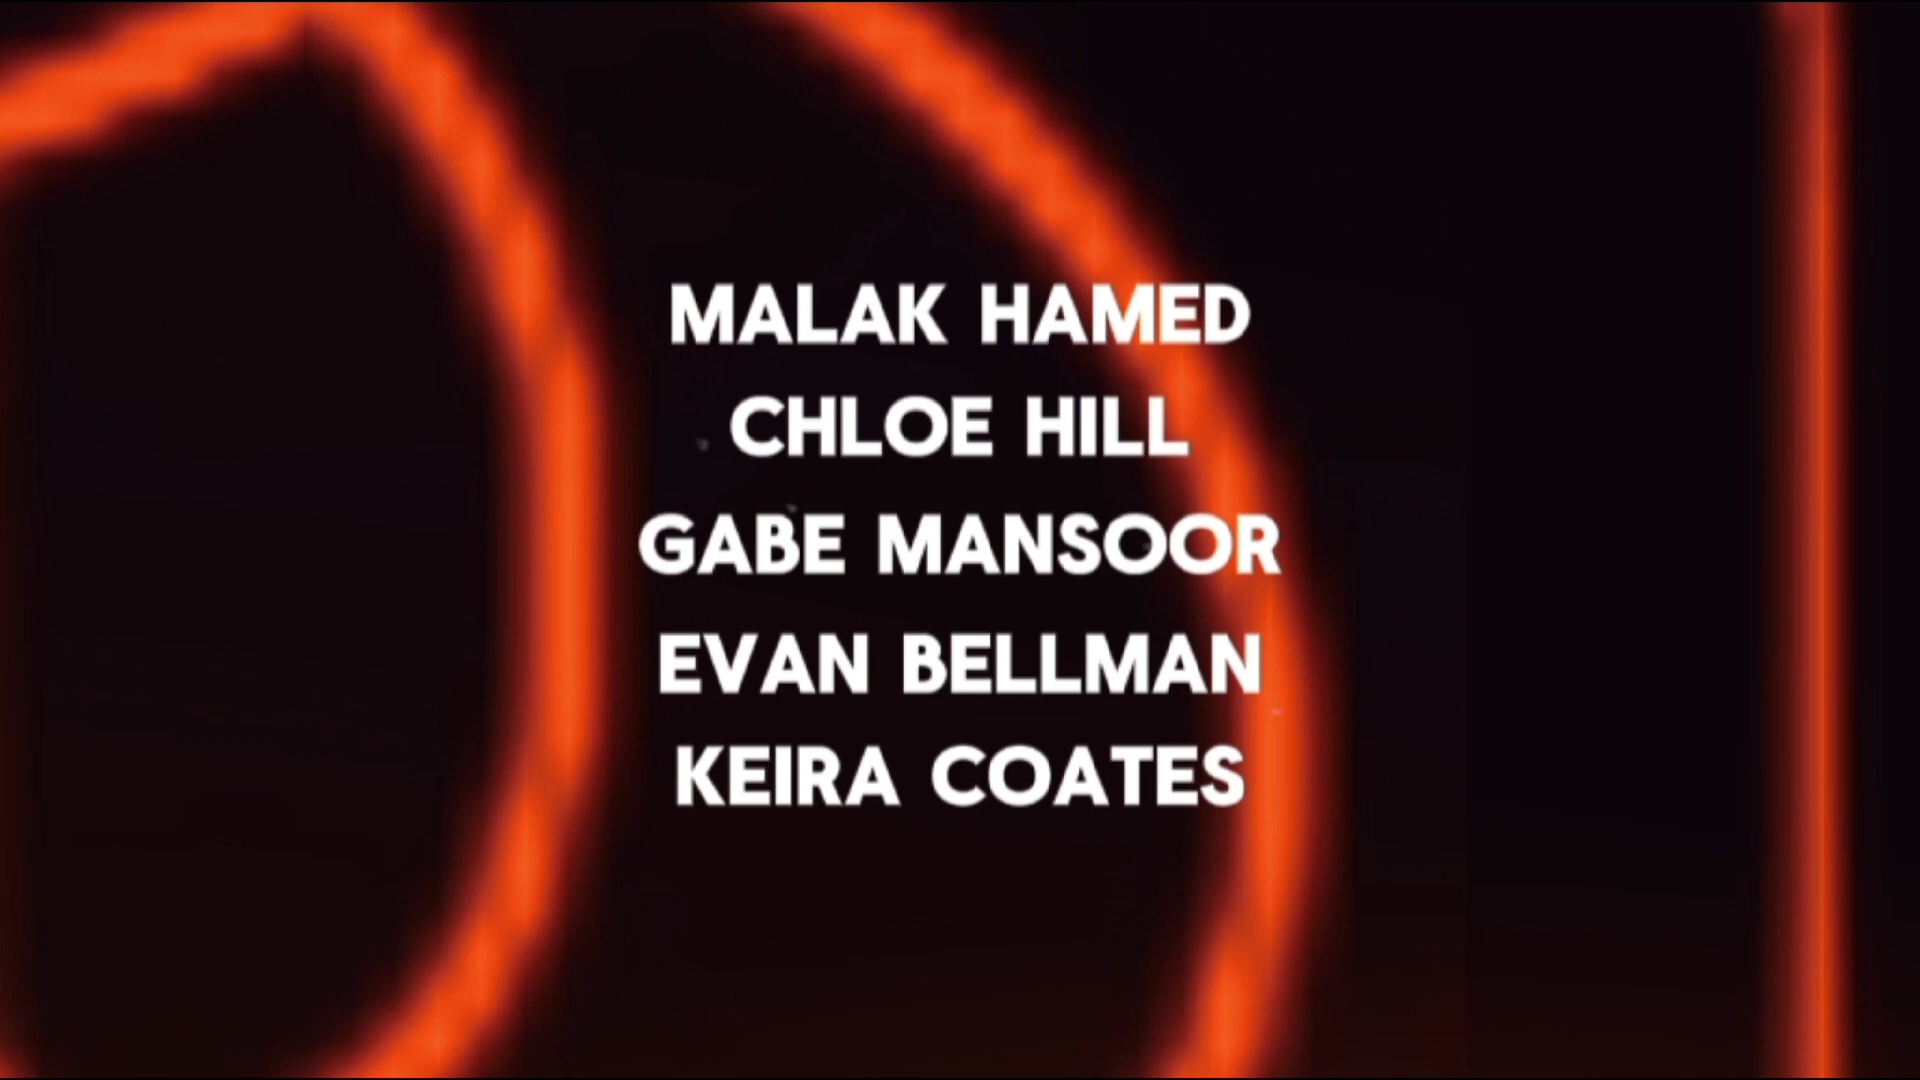 MALAK HAMED
CHLOE HILL
GABE MANSOOR
EVAN BELLMAN
KEIRA COATES